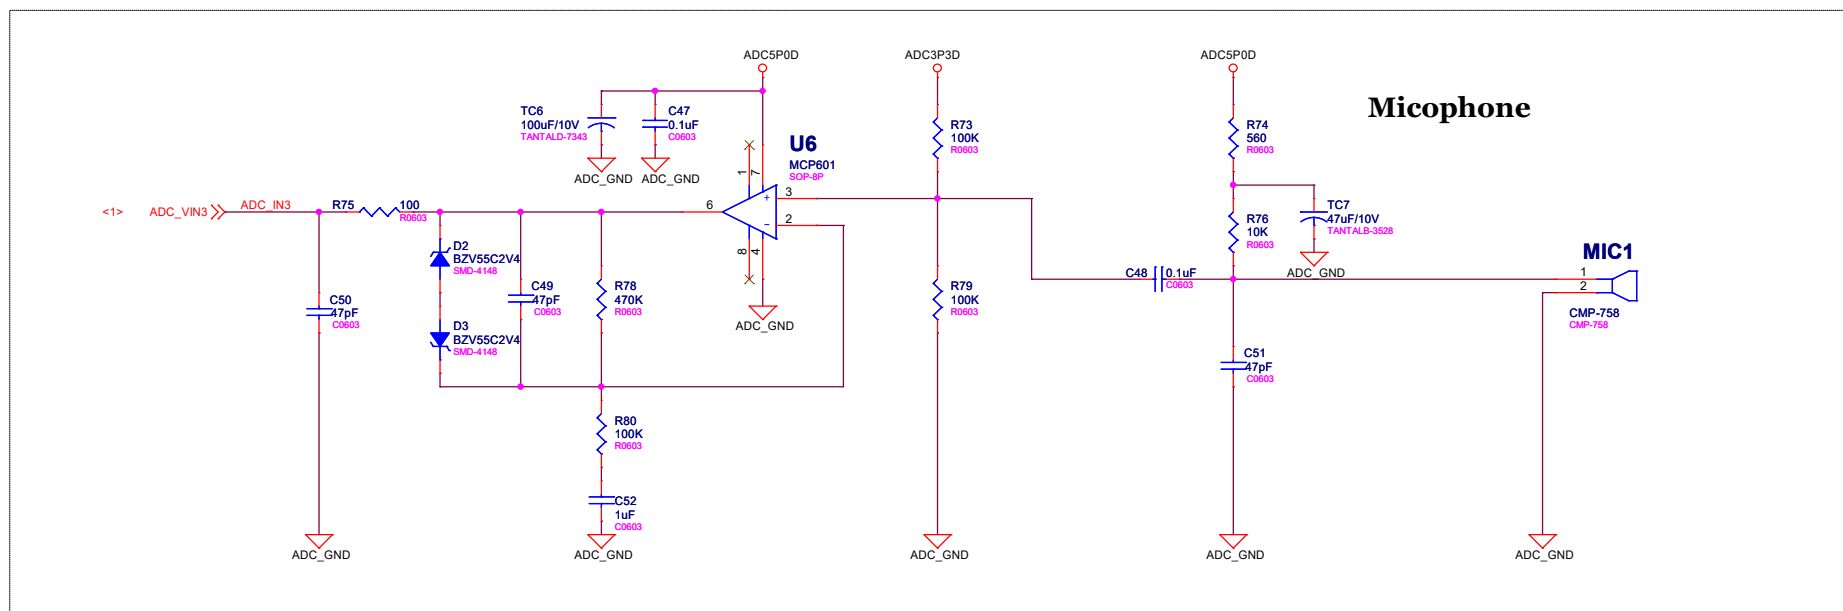 ADC5P0D
ADC3P3D
ADC5P0D
Micophone
TC6
100uF/10V
TANTALD-7343
C47
0.1uF
C0603
ADC_GND
ADC_GND
U6
MCP601
SOP-8P
1
7
3
2
6
8
4
+
−
ADC_GND
R73
100K
R0603
R74
560
R0603
R76
10K
R0603
TC7
47uF/10V
TANTALB-3528
ADC_GND
<1>
ADC_VIN3
ADC_IN3
R75
100
R0603
D2
BZV55C2V4
SMD-4148
D3
BZV55C2V4
SMD-4148
C49
47pF
C0603
R78
470K
R0603
C50
47pF
C0603
R79
100K
R0603
C48
0.1uF
C0603
MIC1
1
2
CMP-758
CMP-758
C51
47pF
C0603
R80
100K
R0603
C52
1uF
C0603
ADC_GND
ADC_GND
ADC_GND
ADC_GND
ADC_GND